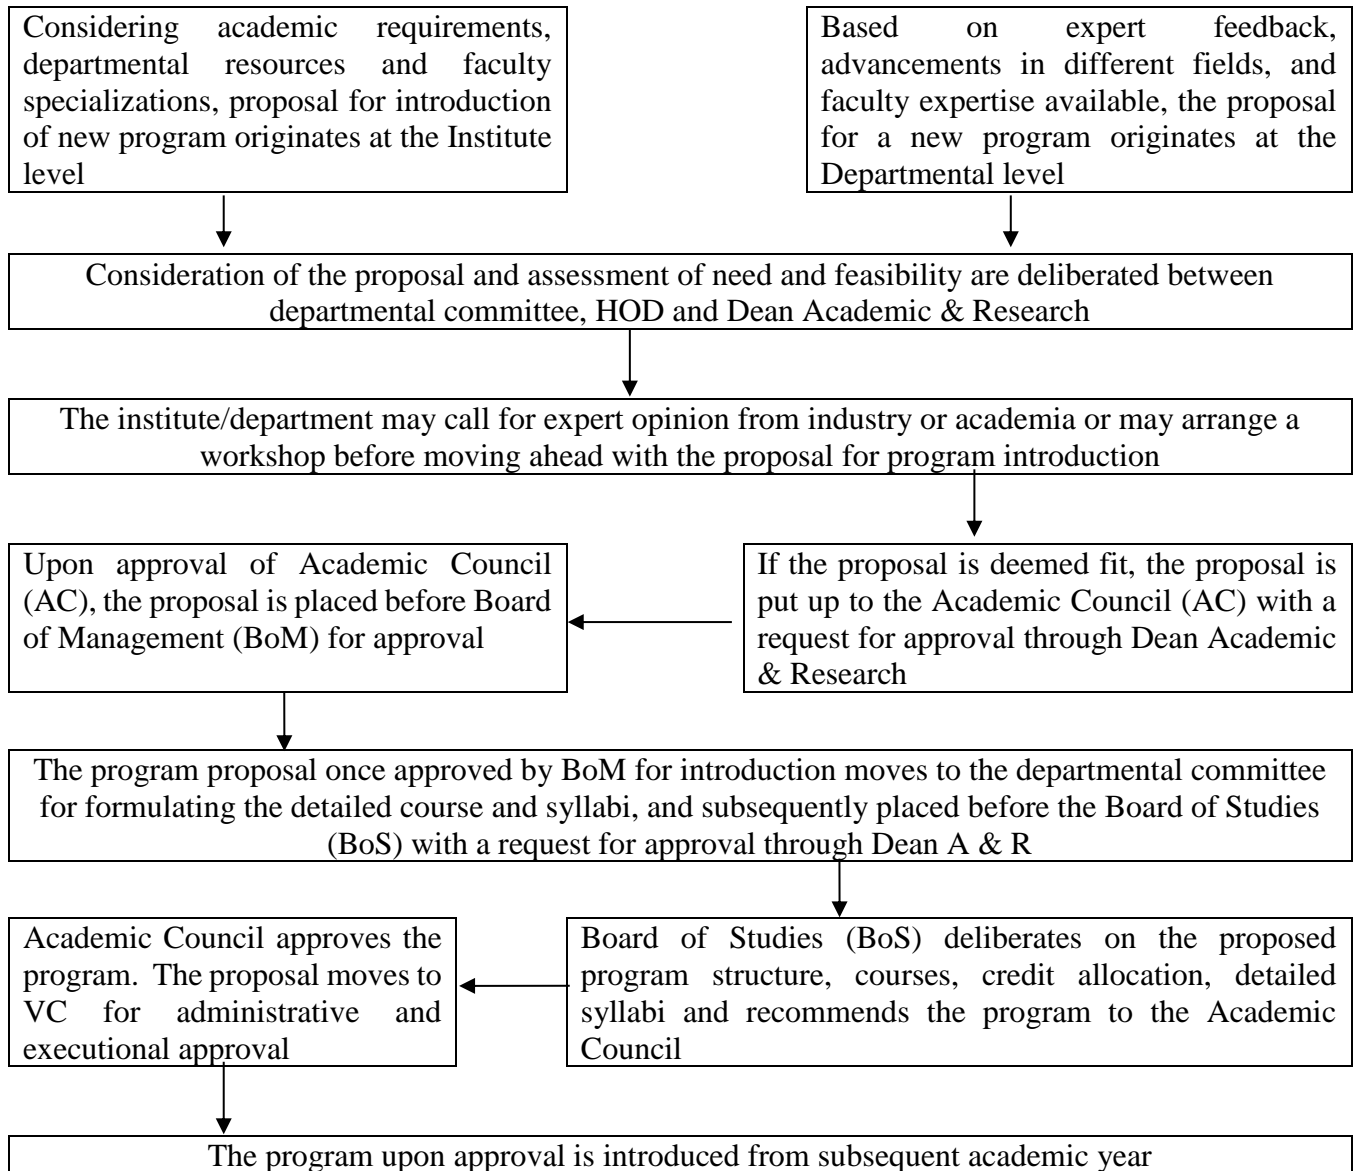 Considering academic requirements,
departmental resources and faculty
specializations, proposal for introduction
of new program originates at the Institute
level
Based on expert feedback,
advancements in different fields, and
faculty expertise available, the proposal
for a new program originates at the
Departmental level
Consideration of the proposal and assessment of need and feasibility are deliberated between
departmental committee, HOD and Dean Academic & Research
The institute/department may call for expert opinion from industry or academia or may arrange a
workshop before moving ahead with the proposal for program introduction
Upon approval of Academic Council
(AC), the proposal is placed before Board
of Management (BoM) for approval
If the proposal is deemed fit, the proposal is
put up to the Academic Council (AC) with a
request for approval through Dean Academic
& Research
The program proposal once approved by BoM for introduction moves to the departmental committee
for formulating the detailed course and syllabi, and subsequently placed before the Board of Studies
(BoS) with a request for approval through Dean A & R
Academic Council approves the
program. The proposal moves to
VC for administrative and
executional approval
Board of Studies (BoS) deliberates on the proposed
program structure, courses, credit allocation, detailed
syllabi and recommends the program to the Academic
Council
The program upon approval is introduced from subsequent academic year